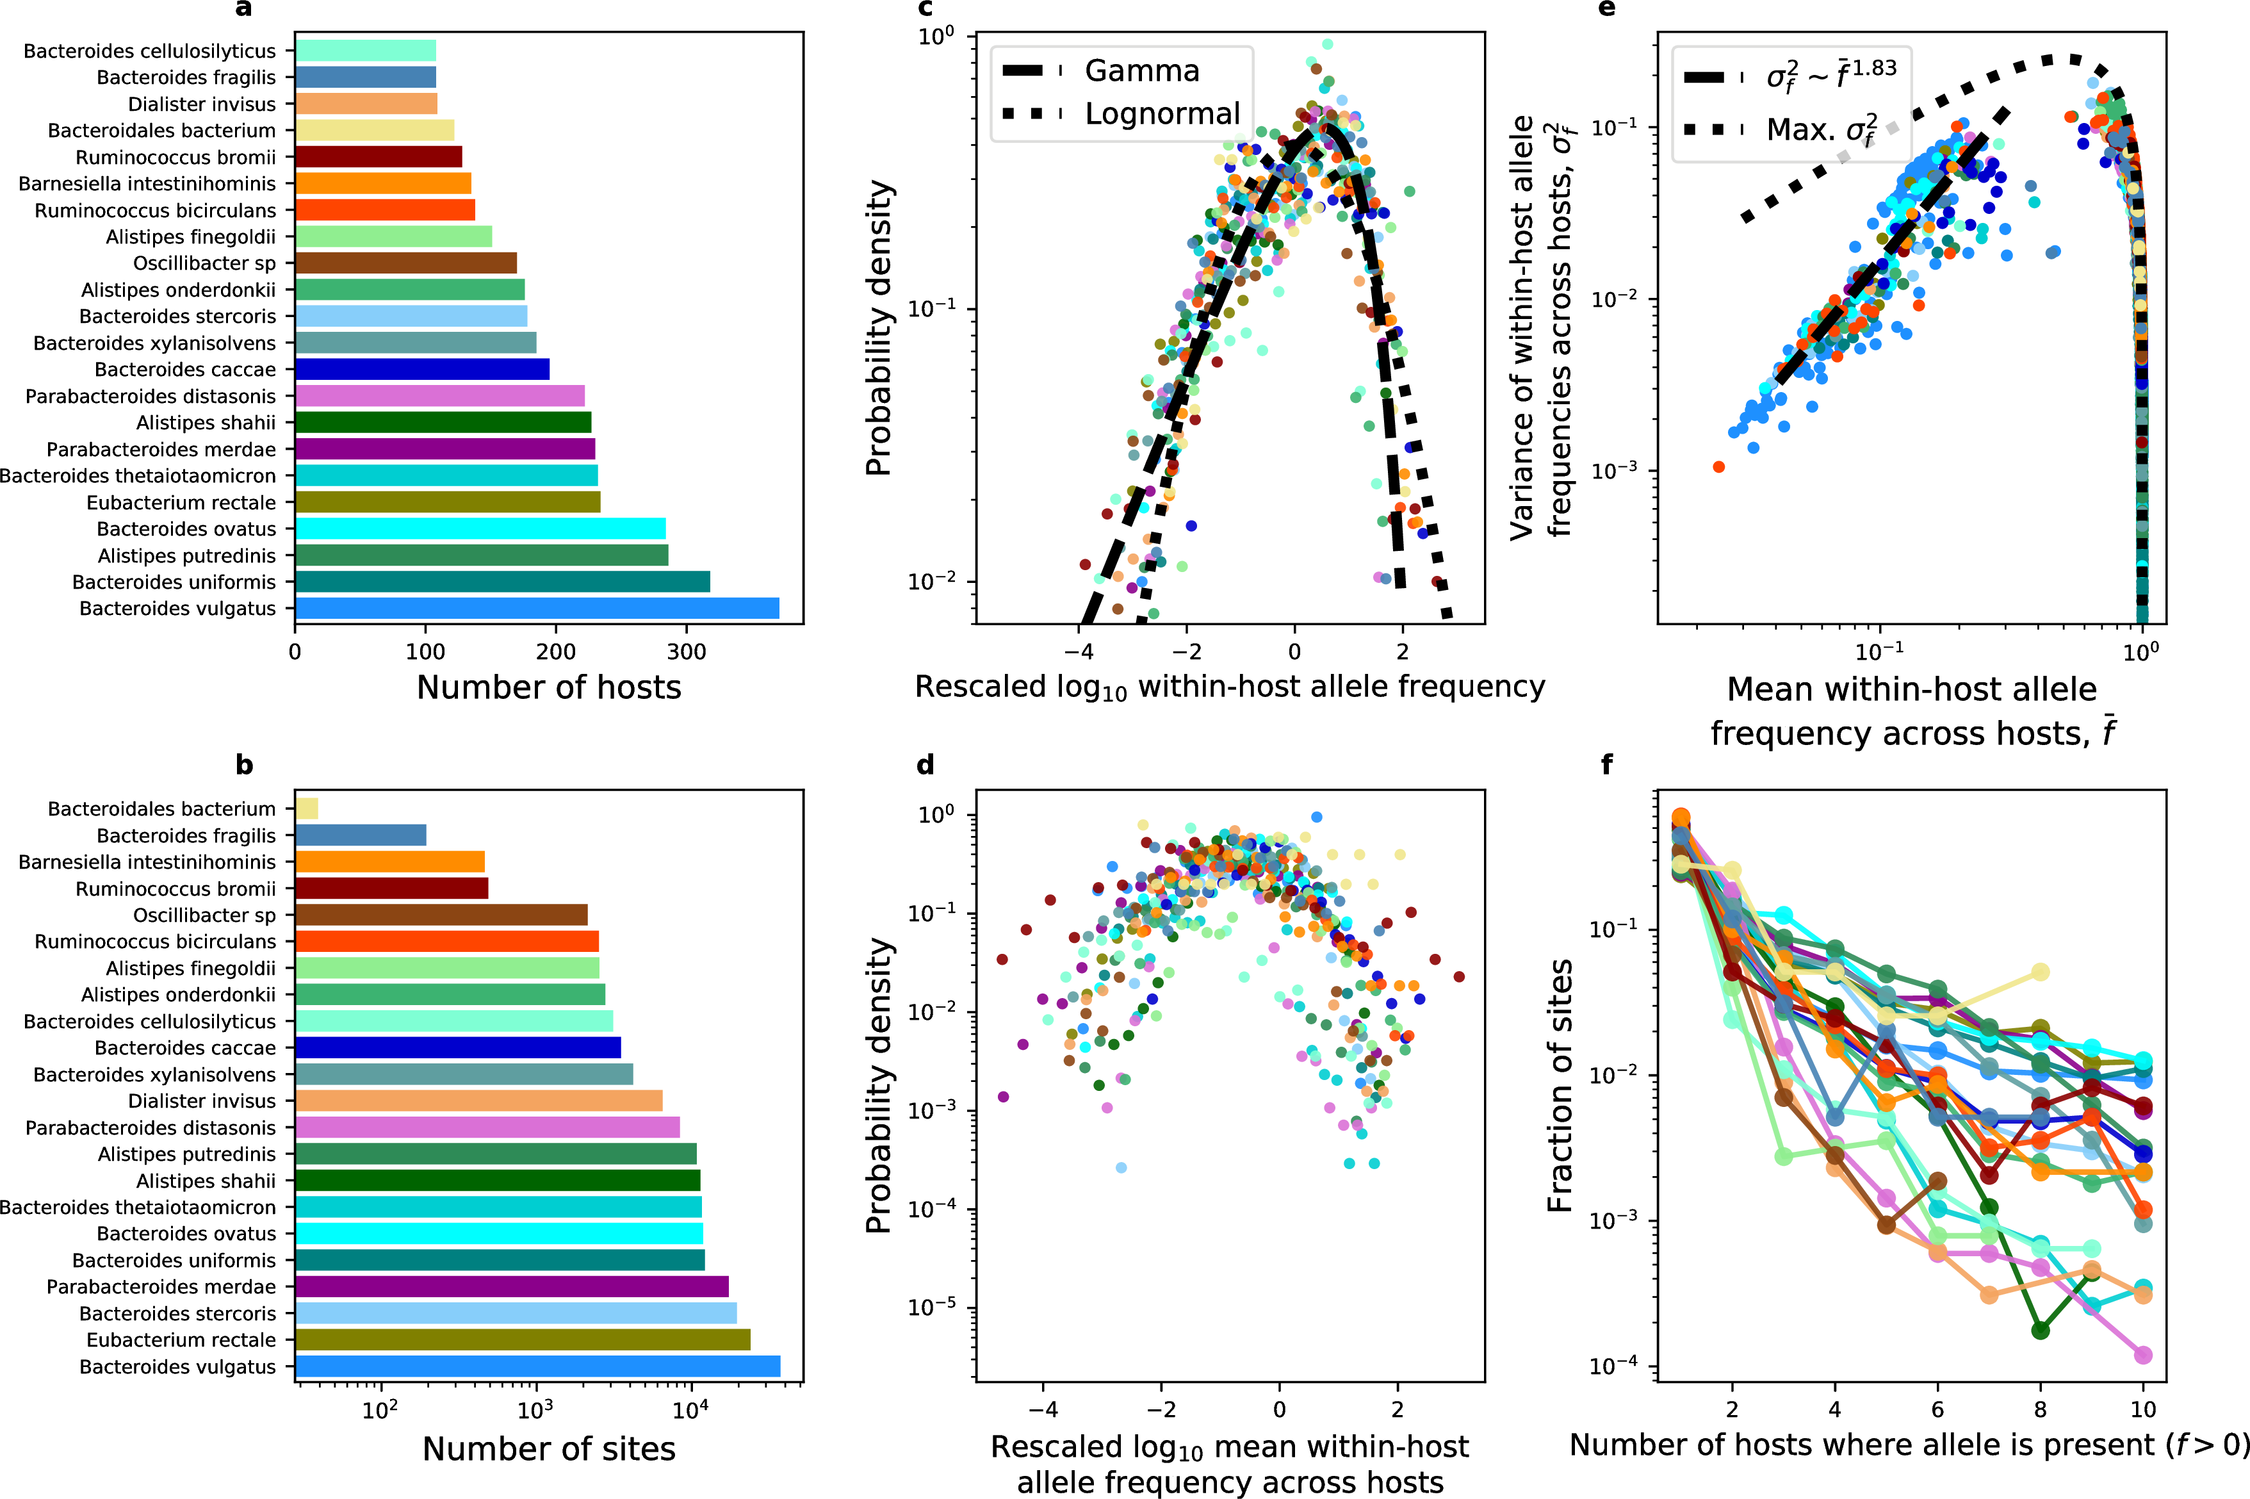 a
Bacteroides cellulosilyticus
Bacteroides fragilis
Dialister invisus
Bacteroidales bacterium
Ruminococcus bromii
Barnesiella intestinihominis
Ruminococcus bicirculans
Alistipes finegoldii
Oscillibacter sp
Alistipes onderdonkii
Bacteroides stercoris
Bacteroides xylanisolvens
Bacteroides caccae
Parabacteroides distasonis
Alistipes shahii
Parabacteroides merdae
Bacteroides thetaiotaomicron
Eubacterium rectale
Bacteroides ovatus
Alistipes putredinis
Bacteroides uniformis
Bacteroides vulgatus
0 100 200 300
Number of hosts
c
Gamma
Lognormal
10⁰
10⁻¹
10⁻²
Probability density
−4 −2 0 2
Rescaled log₁₀ within-host allele frequency
e
σ_f² ~ f̄^1.83
Max. σ_f²
10⁻¹
10⁻²
10⁻³
Variance of within-host allele
frequencies across hosts, σ_f²
10⁻¹ 10⁰
Mean within-host allele
frequency across hosts, f̄
b
Bacteroidales bacterium
Bacteroides fragilis
Barnesiella intestinihominis
Ruminococcus bromii
Oscillibacter sp
Ruminococcus bicirculans
Alistipes finegoldii
Alistipes onderdonkii
Bacteroides cellulosilyticus
Bacteroides caccae
Bacteroides xylanisolvens
Dialister invisus
Parabacteroides distasonis
Alistipes putredinis
Alistipes shahii
Bacteroides thetaiotaomicron
Bacteroides ovatus
Bacteroides uniformis
Parabacteroides merdae
Bacteroides stercoris
Eubacterium rectale
Bacteroides vulgatus
10² 10³ 10⁴
Number of sites
d
10⁰
10⁻¹
10⁻²
10⁻³
10⁻⁴
10⁻⁵
Probability density
−4 −2 0 2
Rescaled log₁₀ mean within-host
allele frequency across hosts
f
10⁻¹
10⁻²
10⁻³
10⁻⁴
Fraction of sites
2 4 6 8 10
Number of hosts where allele is present (f > 0)